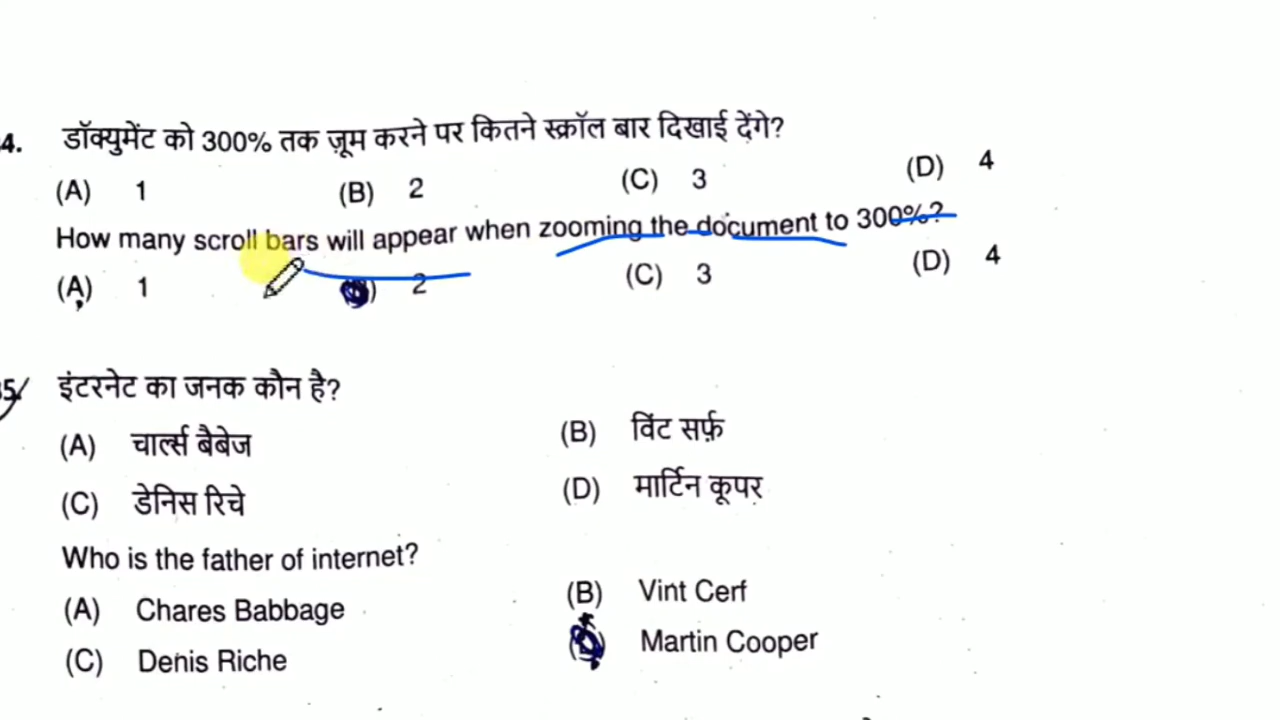 4. डॉक्युमेंट को 300% तक ज़ूम करने पर कितने स्क्रॉल बार दिखाई देंगे?
(A) 1 (B) 2 (C) 3 (D) 4
How many scroll bars will appear when zooming the document to 300%?
(A) 1 2 (C) 3 (D) 4
5. इंटरनेट का जनक कौन है?
(A) चार्ल्स बैबेज (B) विंट सर्फ़
(C) डेनिस रिचे (D) मार्टिन कूपर
Who is the father of internet?
(A) Chares Babbage (B) Vint Cerf
(C) Denis Riche Martin Cooper